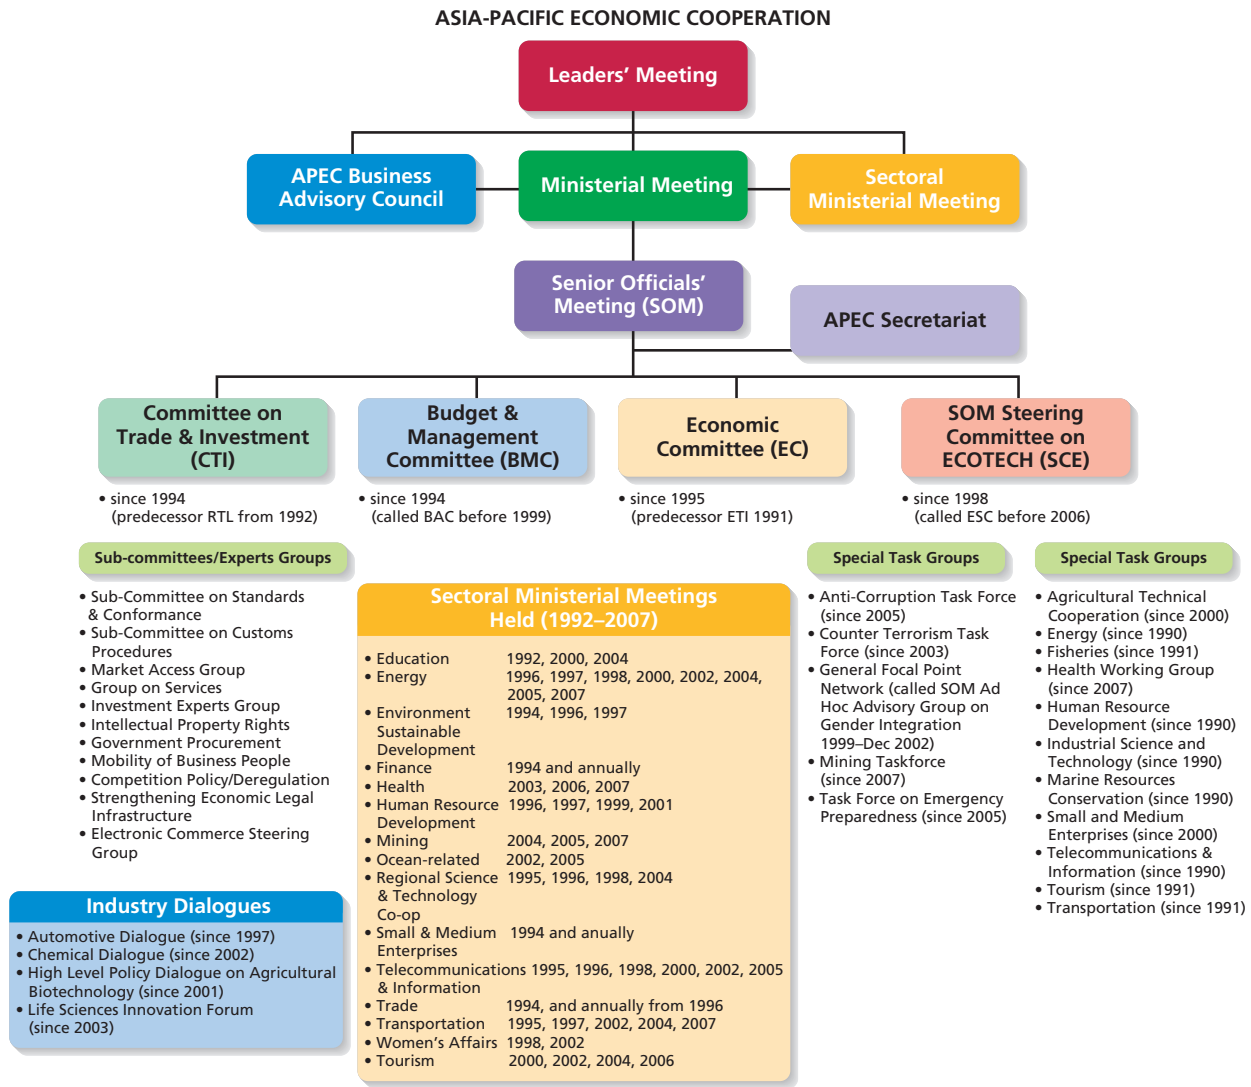 ASIA-PACIFIC ECONOMIC COOPERATION
Leaders’ Meeting
APEC Business
Advisory Council
Ministerial Meeting
Sectoral
Ministerial Meeting
Senior Officials’
Meeting (SOM)
APEC Secretariat
Committee on
Trade & Investment
(CTI)
• since 1994
(predecessor RTL from 1992)
Budget &
Management
Committee (BMC)
• since 1994
(called BAC before 1999)
Economic
Committee (EC)
• since 1995
(predecessor ETI 1991)
SOM Steering
Committee on
ECOTECH (SCE)
• since 1998
(called ESC before 2006)
Sub-committees/Experts Groups
• Sub-Committee on Standards
& Conformance
• Sub-Committee on Customs
Procedures
• Market Access Group
• Group on Services
• Investment Experts Group
• Intellectual Property Rights
• Government Procurement
• Mobility of Business People
• Competition Policy/Deregulation
• Strengthening Economic Legal
Infrastructure
• Electronic Commerce Steering
Group
Industry Dialogues
• Automotive Dialogue (since 1997)
• Chemical Dialogue (since 2002)
• High Level Policy Dialogue on Agricultural
Biotechnology (since 2001)
• Life Sciences Innovation Forum
(since 2003)
Sectoral Ministerial Meetings
Held (1992–2007)
• Education 1992, 2000, 2004
• Energy 1996, 1997, 1998, 2000, 2002, 2004,
2005, 2007
• Environment 1994, 1996, 1997
Sustainable
Development
• Finance 1994 and annually
• Health 2003, 2006, 2007
• Human Resource 1996, 1997, 1999, 2001
Development
• Mining 2004, 2005, 2007
• Ocean-related 2002, 2005
• Regional Science 1995, 1996, 1998, 2004
& Technology
Co-op
• Small & Medium 1994 and anually
Enterprises
• Telecommunications 1995, 1996, 1998, 2000, 2002, 2005
& Information
• Trade 1994, and annually from 1996
• Transportation 1995, 1997, 2002, 2004, 2007
• Women’s Affairs 1998, 2002
• Tourism 2000, 2002, 2004, 2006
Special Task Groups
• Anti-Corruption Task Force
(since 2005)
• Counter Terrorism Task
Force (since 2003)
• General Focal Point
Network (called SOM Ad
Hoc Advisory Group on
Gender Integration
1999–Dec 2002)
• Mining Taskforce
(since 2007)
• Task Force on Emergency
Preparedness (since 2005)
Special Task Groups
• Agricultural Technical
Cooperation (since 2000)
• Energy (since 1990)
• Fisheries (since 1991)
• Health Working Group
(since 2007)
• Human Resource
Development (since 1990)
• Industrial Science and
Technology (since 1990)
• Marine Resources
Conservation (since 1990)
• Small and Medium
Enterprises (since 2000)
• Telecommunications &
Information (since 1990)
• Tourism (since 1991)
• Transportation (since 1991)